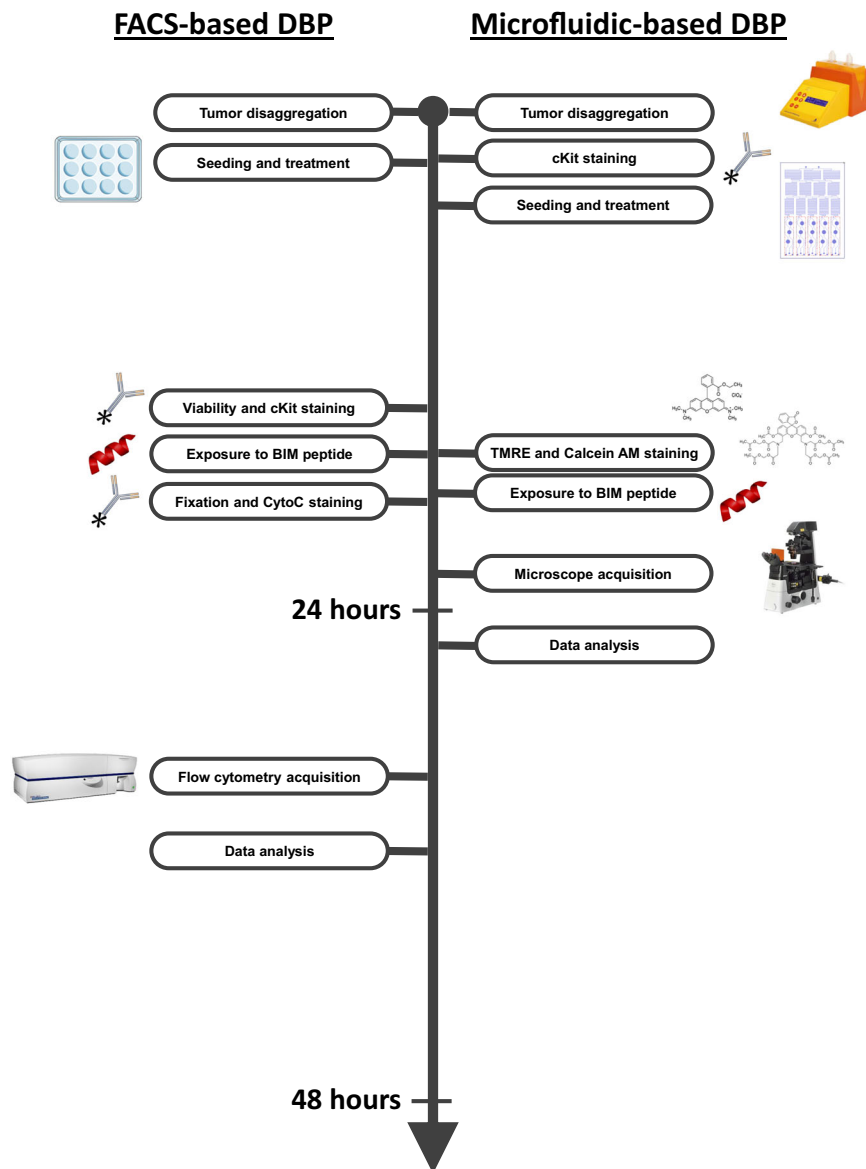 FACS-based DBP
Microfluidic-based DBP
Tumor disaggregation
Tumor disaggregation
Seeding and treatment
cKit staining
Seeding and treatment
Viability and cKit staining
Exposure to BIM peptide
TMRE and Calcein AM staining
Fixation and CytoC staining
Exposure to BIM peptide
Microscope acquisition
24 hours
Data analysis
Flow cytometry acquisition
Data analysis
48 hours